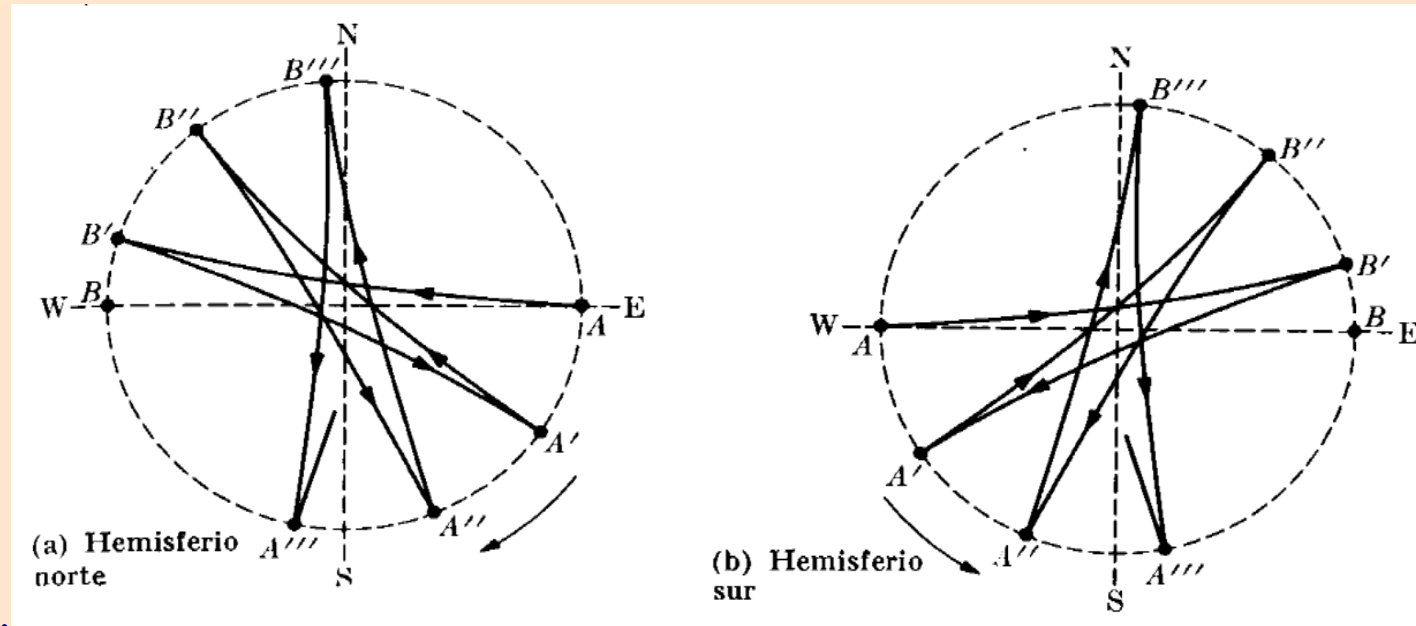 N
B′′′
B′′
B′
B
W
E
A
A′
A′′
A′′′
S
(a) Hemisferio
norte
N
B′′′
B′′
B′
B
W
E
A
A′
A′′
A′′′
S
(b) Hemisferio
sur